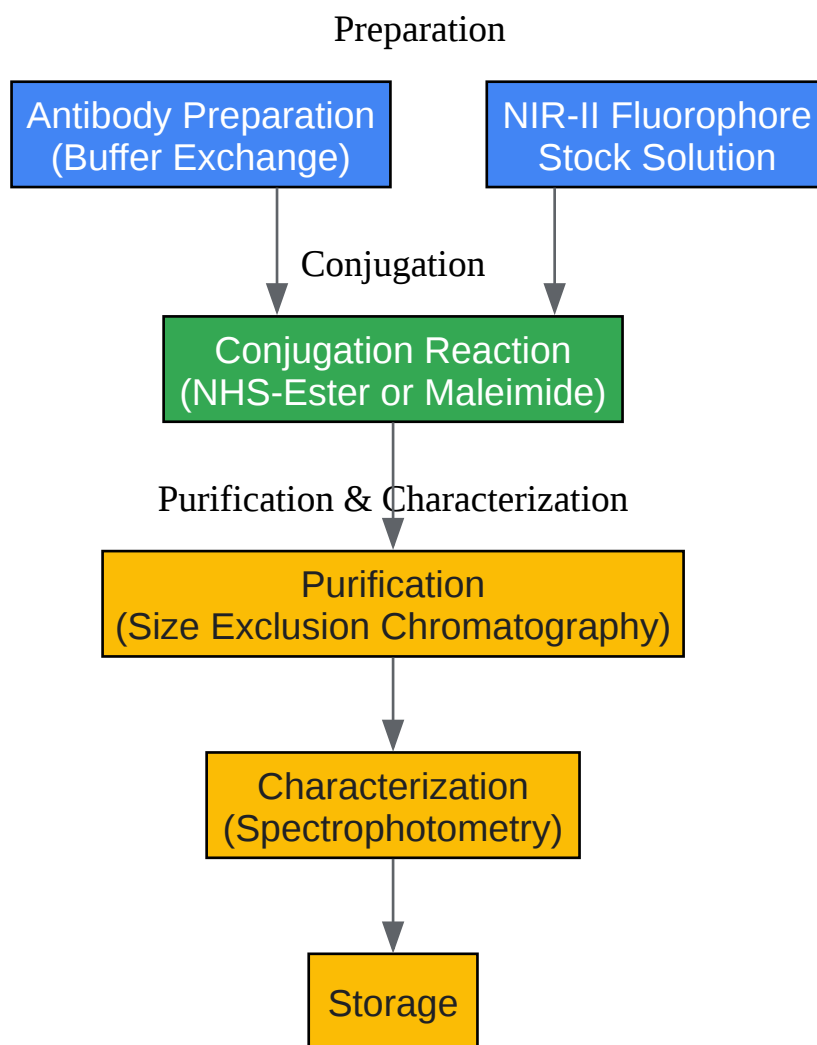 Preparation
Antibody Preparation
(Buffer Exchange)
NIR-II Fluorophore
Stock Solution
Conjugation
Conjugation Reaction
(NHS-Ester or Maleimide)
Purification & Characterization
Purification
(Size Exclusion Chromatography)
Characterization
(Spectrophotometry)
Storage